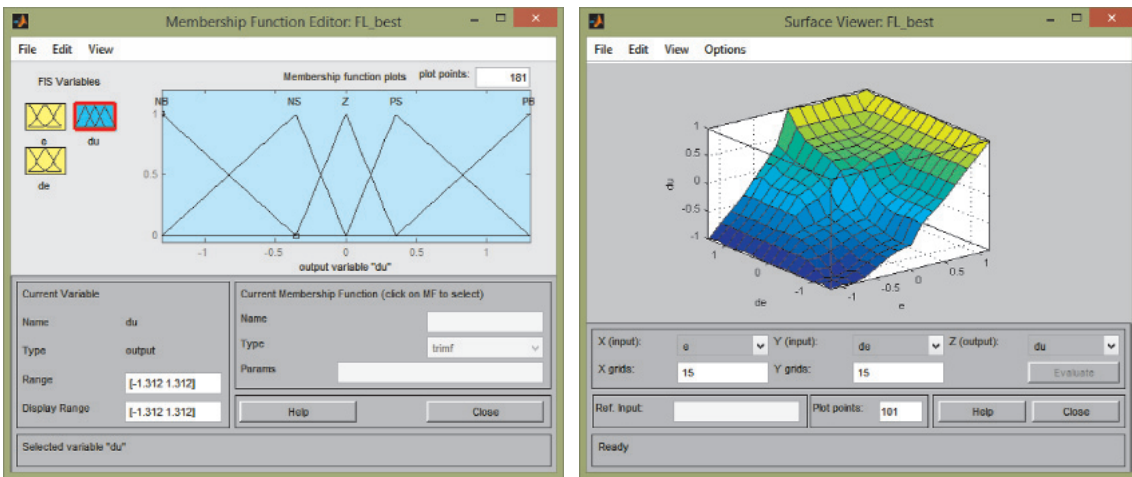 Membership Function Editor: FL_best
File Edit View
FIS Variables
Membership function plots
plot points:
181
e
du
de
NB NS Z PS PB
1
0.5
0
-1 -0.5 0 0.5 1
output variable "du"
Current Variable
Name du
Type output
Range [-1.312 1.312]
Display Range [-1.312 1.312]
Current Membership Function (click on MF to select)
Name
Type trimf
Params
Help Close
Selected variable "du"
Surface Viewer: FL_best
File Edit View Options
1
0.5
0
-0.5
-1
du
1
0
-1
de
-1
-0.5
0
0.5
1
e
X (input): e Y (input): de Z (output): du
X grids: 15 Y grids: 15 Evaluate
Ref. Input: Plot points: 101 Help Close
Ready